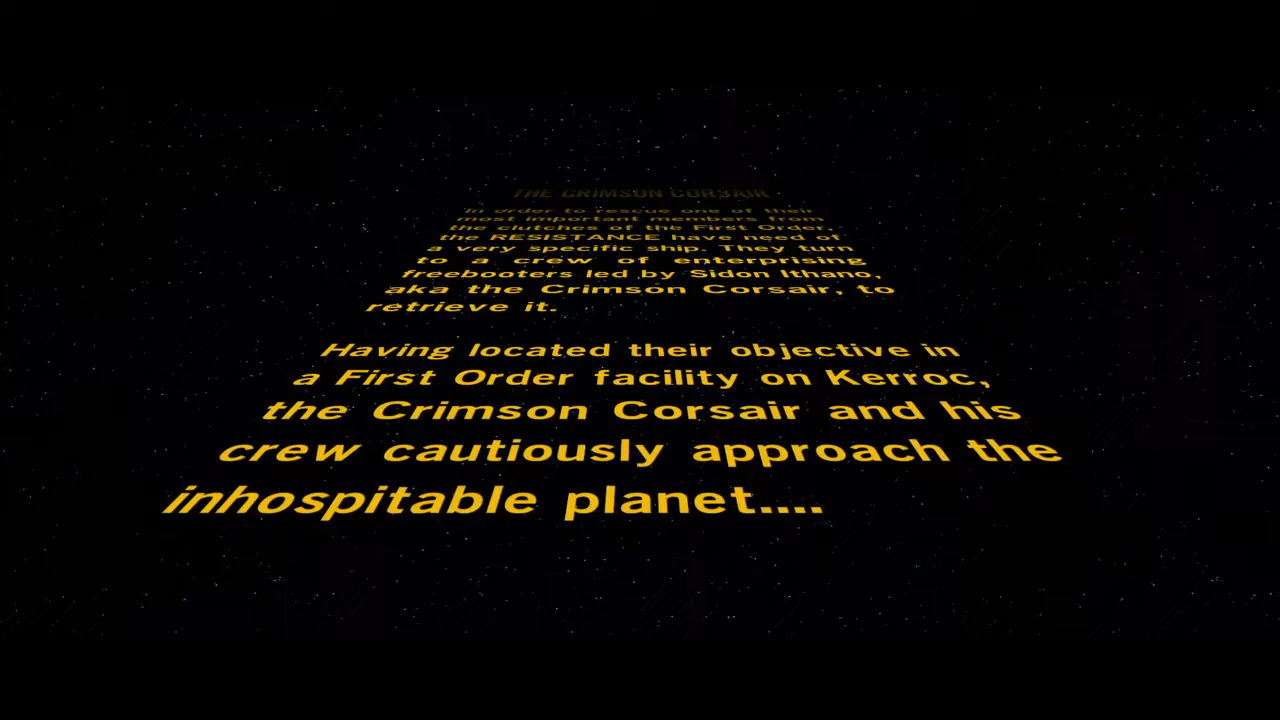 THE CRIMSON CORSAIR
In order to rescue one of their
most important members from
the clutches of the First Order,
the RESISTANCE have need of
a very specific ship. They turn
to a crew of enterprising
freebooters led by Sidon Ithano,
aka the Crimson Corsair, to
retrieve it.
Having located their objective in
a First Order facility on Kerroc,
the Crimson Corsair and his
crew cautiously approach the
inhospitable planet....